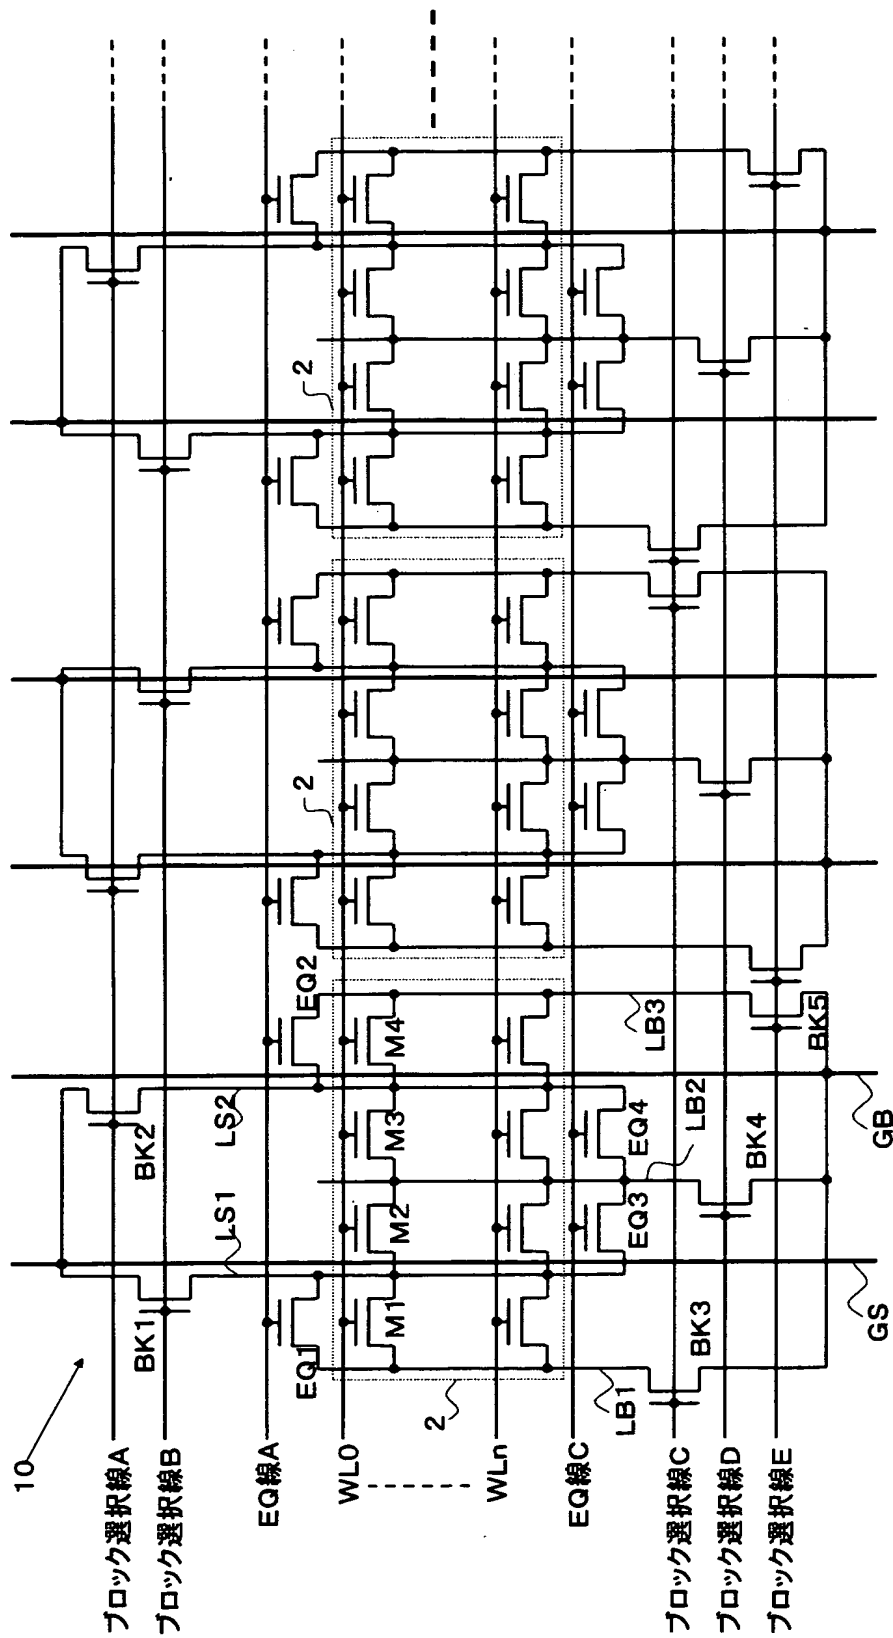 10
ブロック選択線A
ブロック選択線B
EQ線A
WL0
WLn
EQ線C
ブロック選択線C
ブロック選択線D
ブロック選択線E
BK1
BK2
LS1
LS2
EQ1
EQ2
M1
M2
M3
M4
2
2
2
EQ3
EQ4
LB1
LB2
LB3
BK3
BK4
BK5
GS
GB